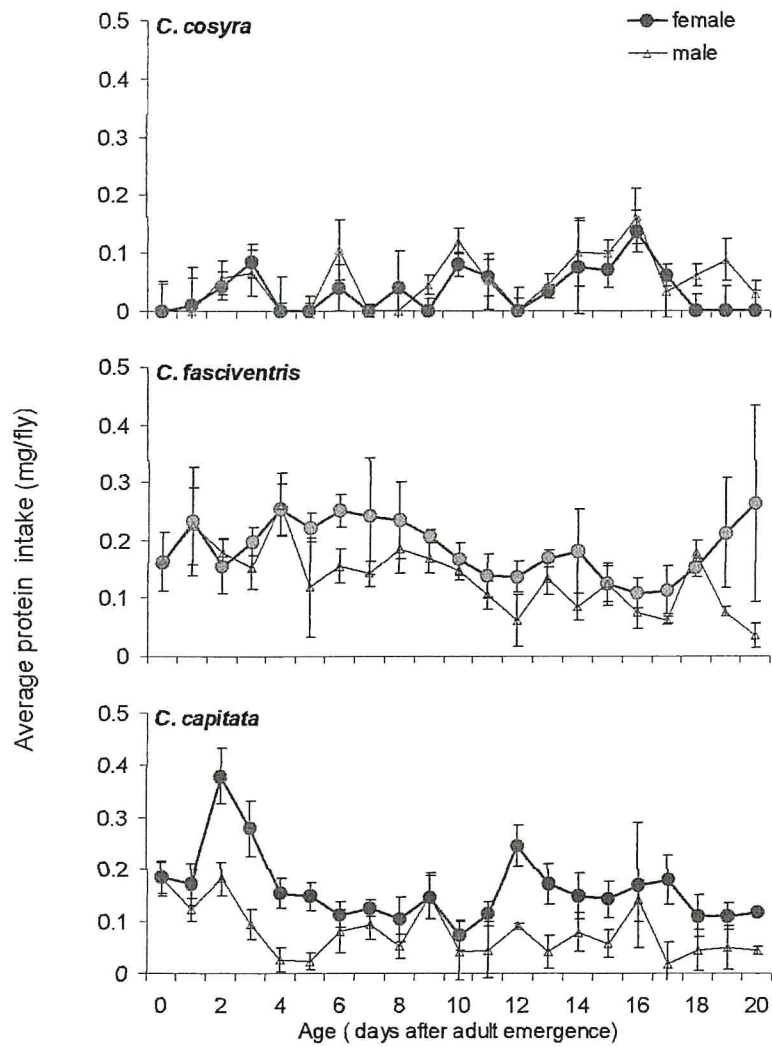 C. cosyra
female
male
0.5
0.4
0.3
0.2
0.1
0
C. fasciventris
0.5
0.4
0.3
0.2
0.1
0
C. capitata
0.5
0.4
0.3
0.2
0.1
0
Average protein intake (mg/fly)
0 2 4 6 8 10 12 14 16 18 20
Age ( days after adult emergence)